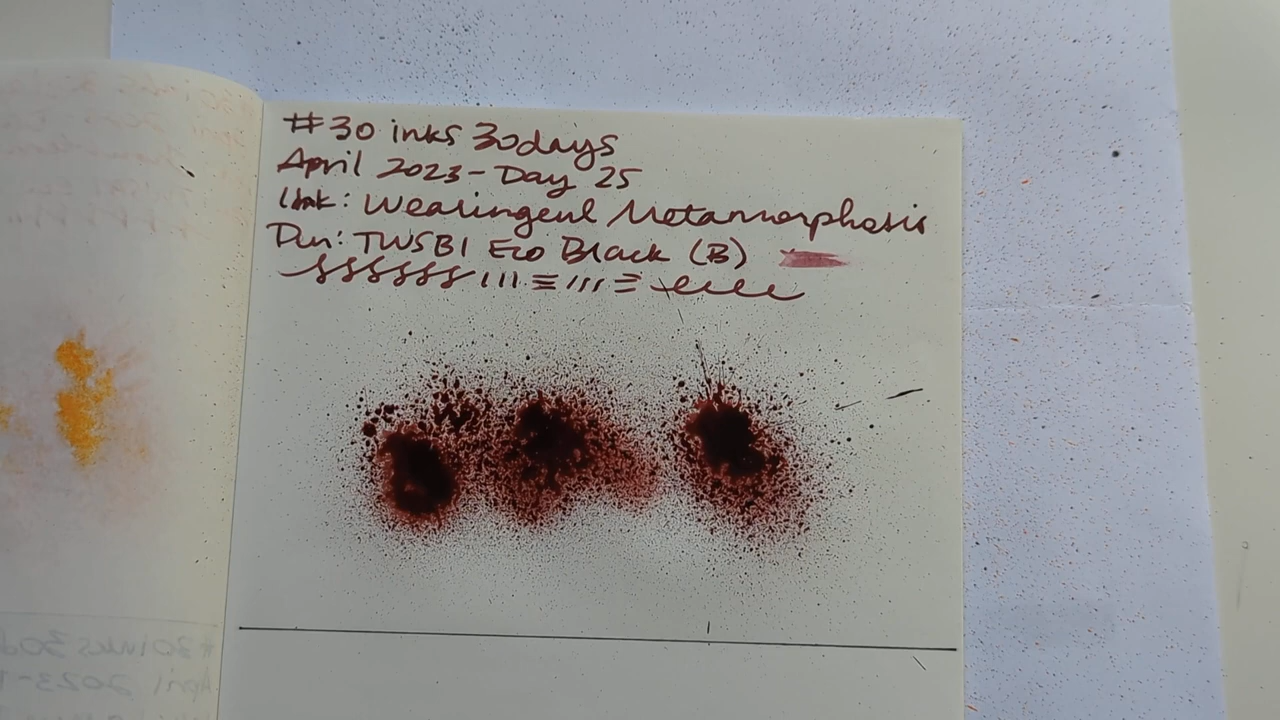 #30 inks 30days
April 2023 - Day 25
Ink: Wearingeul Metamorphosis
Pen: TWSBI Eco Black (B)